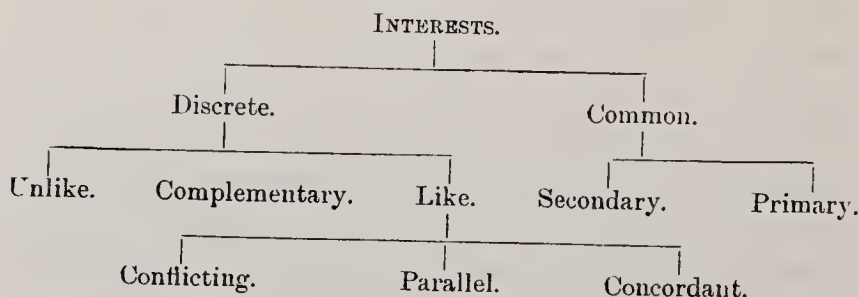 INTERESTS.
Discrete. Common.
Unlike. Complementary. Like. Secondary. Primary.
Conflicting. Parallel. Concordant.